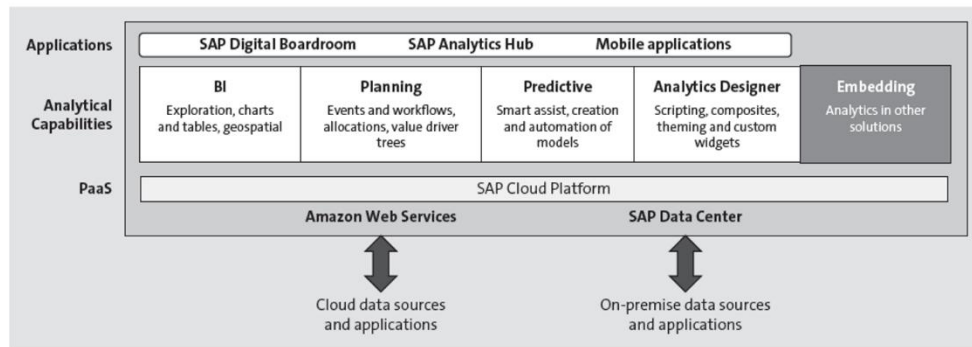 Applications
SAP Digital Boardroom SAP Analytics Hub Mobile applications
Analytical
Capabilities
BI
Exploration, charts
and tables, geospatial
Planning
Events and workflows,
allocations, value driver
trees
Predictive
Smart assist, creation
and automation of
models
Analytics Designer
Scripting, composites,
theming and custom
widgets
Embedding
Analytics in other
solutions
PaaS
SAP Cloud Platform
Amazon Web Services
SAP Data Center
Cloud data sources
and applications
On-premise data sources
and applications